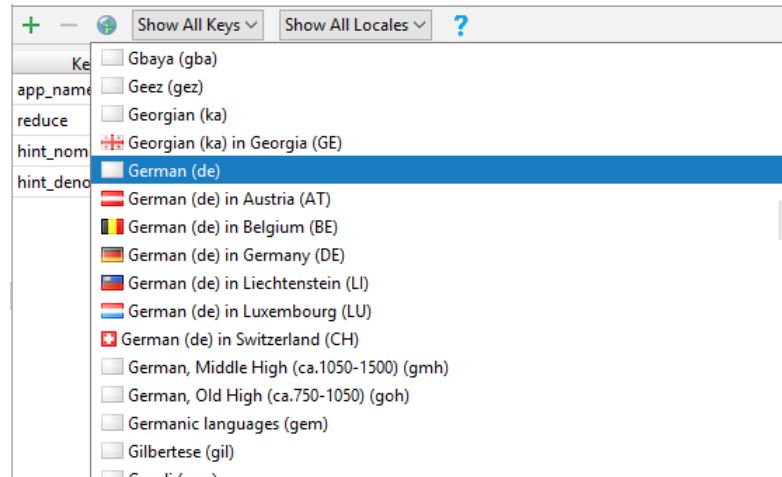 Show All Keys Show All Locales ?
Ke
app_name
reduce
hint_nom
hint_deno
Gbaya (gba)
Geez (gez)
Georgian (ka)
Georgian (ka) in Georgia (GE)
German (de)
German (de) in Austria (AT)
German (de) in Belgium (BE)
German (de) in Germany (DE)
German (de) in Liechtenstein (LI)
German (de) in Luxembourg (LU)
German (de) in Switzerland (CH)
German, Middle High (ca.1050-1500) (gmh)
German, Old High (ca.750-1050) (goh)
Germanic languages (gem)
Gilbertese (gil)